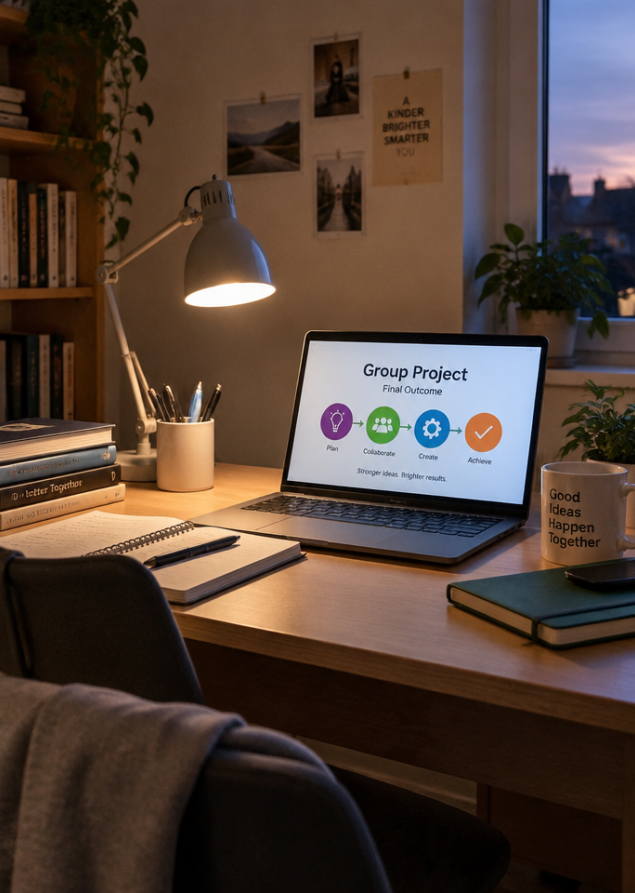 A
KINDER
BRIGHTER
SMARTER
YOU
Group Project
Final Outcome
Plan
Collaborate
Create
Achieve
Stronger ideas. Brighter results.
Good
Ideas
Happen
Together
Together